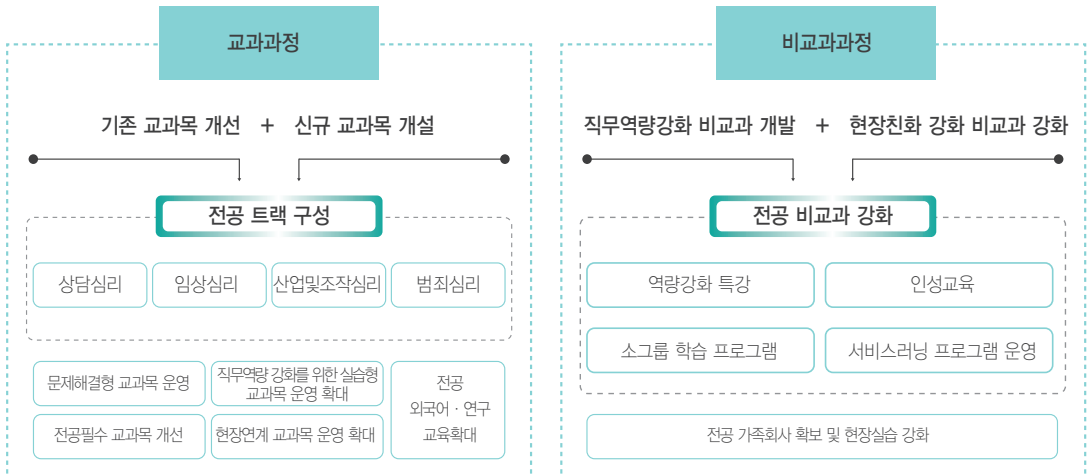 교과과정
기존 교과목 개선 + 신규 교과목 개설
전공 트랙 구성
상담심리
임상심리
산업및조작심리
범죄심리
문제해결형 교과목 운영
직무역량 강화를 위한 실습형
교과목 운영 확대
전공필수 교과목 개선
현장연계 교과목 운영 확대
전공
외국어 · 연구
교육확대
비교과과정
직무역량강화 비교과 개발 + 현장친화 강화 비교과 강화
전공 비교과 강화
역량강화 특강
인성교육
소그룹 학습 프로그램
서비스러닝 프로그램 운영
전공 가족회사 확보 및 현장실습 강화